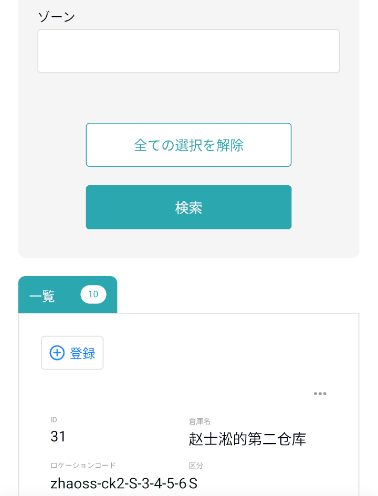 ゾーン
全ての選択を解除
検索
一覧 10
登録
ID 倉庫名
31 赵士淞的第二仓库
ロケーションコード 区分
zhaoss-ck2-S-3-4-5-6 S